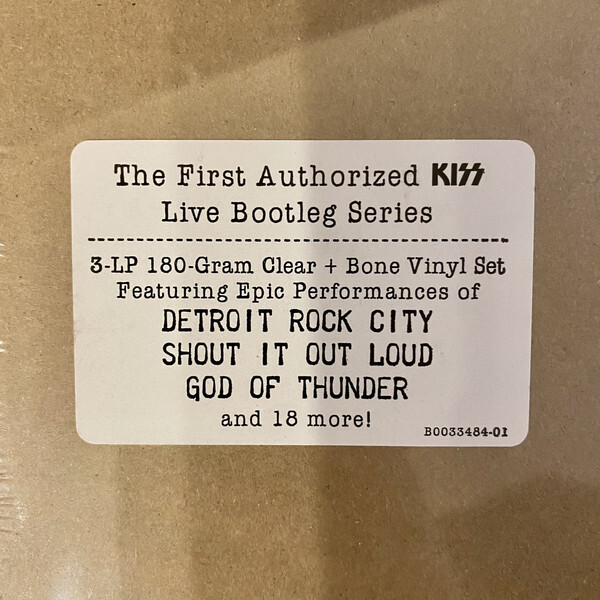 The First Authorized KISS
Live Bootleg Series
3-LP 180-Gram Clear + Bone Vinyl Set
Featuring Epic Performances of
DETROIT ROCK CITY
SHOUT IT OUT LOUD
GOD OF THUNDER
and 18 more!
B0033484-01